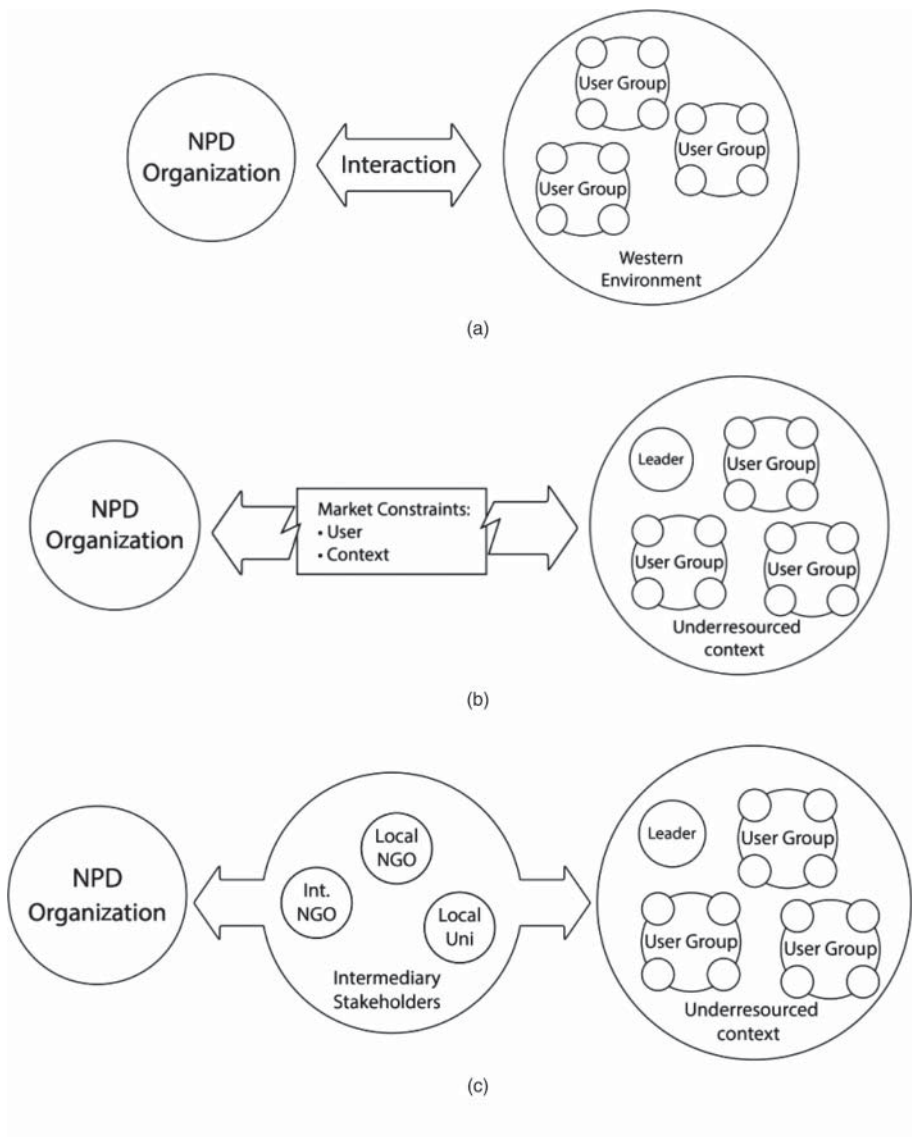 NPD
Organization
Interaction
User Group
User Group
User Group
Western
Environment
(a)
NPD
Organization
Market Constraints:
• User
• Context
Leader
User Group
User Group
User Group
Underresourced
context
(b)
NPD
Organization
Local
NGO
Int.
NGO
Local
Uni
Intermediary
Stakeholders
Leader
User Group
User Group
User Group
Underresourced
context
(c)